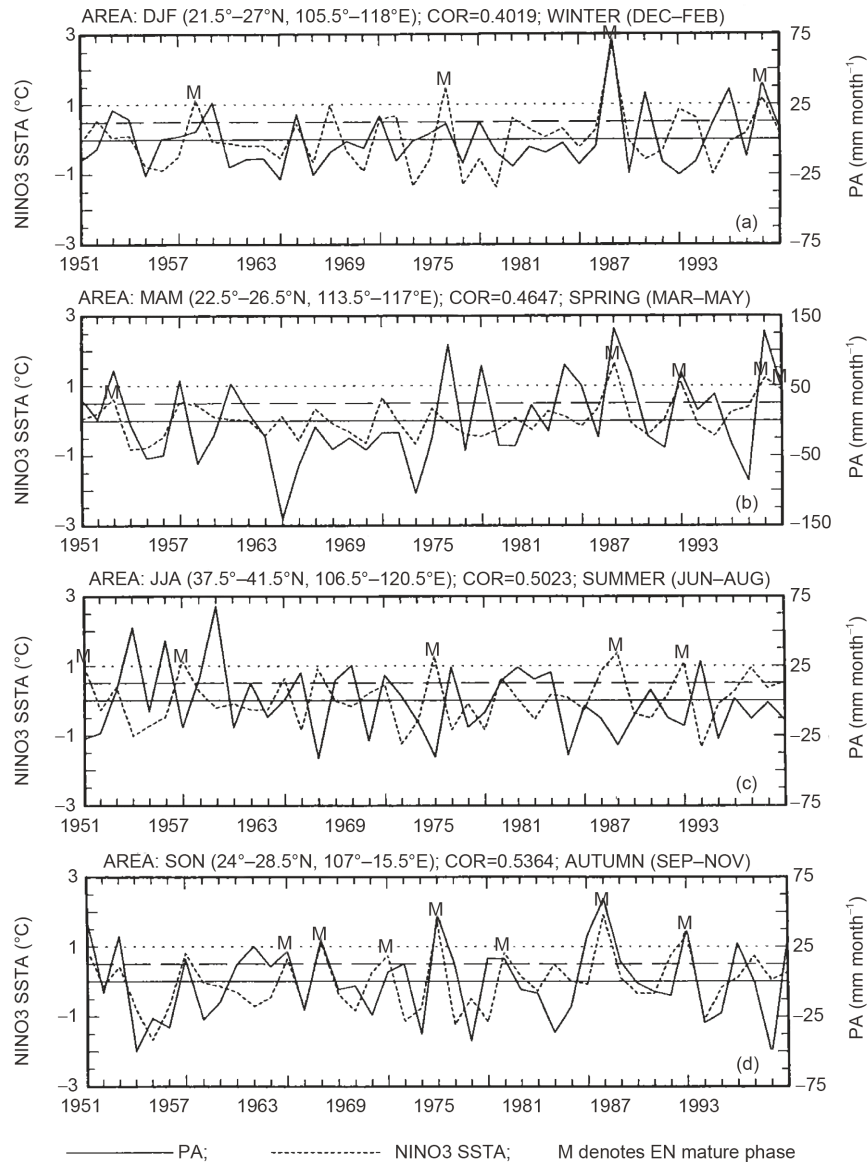 AREA: DJF (21.5°–27°N, 105.5°–118°E); COR=0.4019; WINTER (DEC–FEB)
NINO3 SSTA (°C)
3
1
−1
−3
M
M
M
M
75
25
−25
−75
PA (mm month−1)
(a)
1951 1957 1963 1969 1975 1981 1987 1993
AREA: MAM (22.5°–26.5°N, 113.5°–117°E); COR=0.4647; SPRING (MAR–MAY)
NINO3 SSTA (°C)
3
1
−1
−3
M
M
M
M
M
150
50
−50
−150
PA (mm month−1)
(b)
1951 1957 1963 1969 1975 1981 1987 1993
AREA: JJA (37.5°–41.5°N, 106.5°–120.5°E); COR=0.5023; SUMMER (JUN–AUG)
NINO3 SSTA (°C)
3
1
−1
−3
M
M
M
M
M
75
25
−25
−75
PA (mm month−1)
(c)
1951 1957 1963 1969 1975 1981 1987 1993
AREA: SON (24°–28.5°N, 107°–15.5°E); COR=0.5364; AUTUMN (SEP–NOV)
NINO3 SSTA (°C)
3
1
−1
−3
M
M
M
M
M
M
M
75
25
−25
−75
PA (mm month−1)
(d)
1951 1957 1963 1969 1975 1981 1987 1993
PA; NINO3 SSTA; M denotes EN mature phase